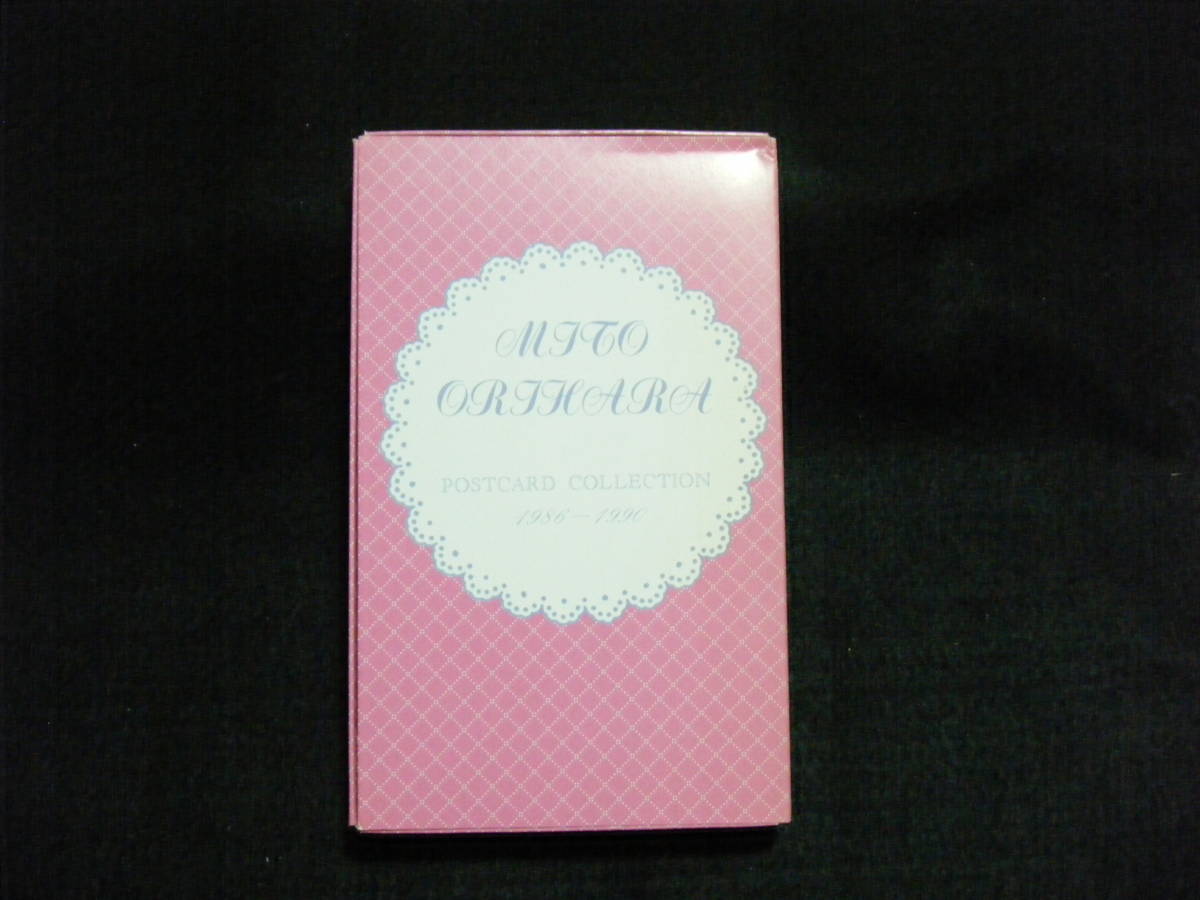 MITO
ORIHARA
POSTCARD COLLECTION
1986—1990